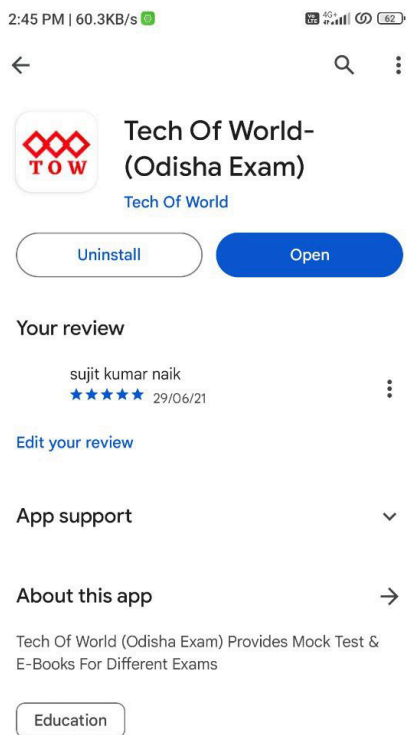 2:45 PM | 60.3KB/s
4G+
62
TOW
Tech Of World-
(Odisha Exam)
Tech Of World
Uninstall
Open
Your review
sujit kumar naik
★★★★★ 29/06/21
Edit your review
App support
About this app
Tech Of World (Odisha Exam) Provides Mock Test &
E-Books For Different Exams
Education